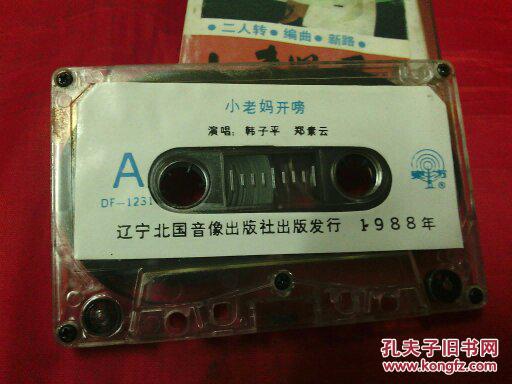 ·二人转·编曲·新路·
小老妈开嗙
演唱：韩子平 郑素云
A
DF-1231
东方
®
辽宁北国音像出版社出版发行 1988年
孔夫子旧书网
www.kongfz.com